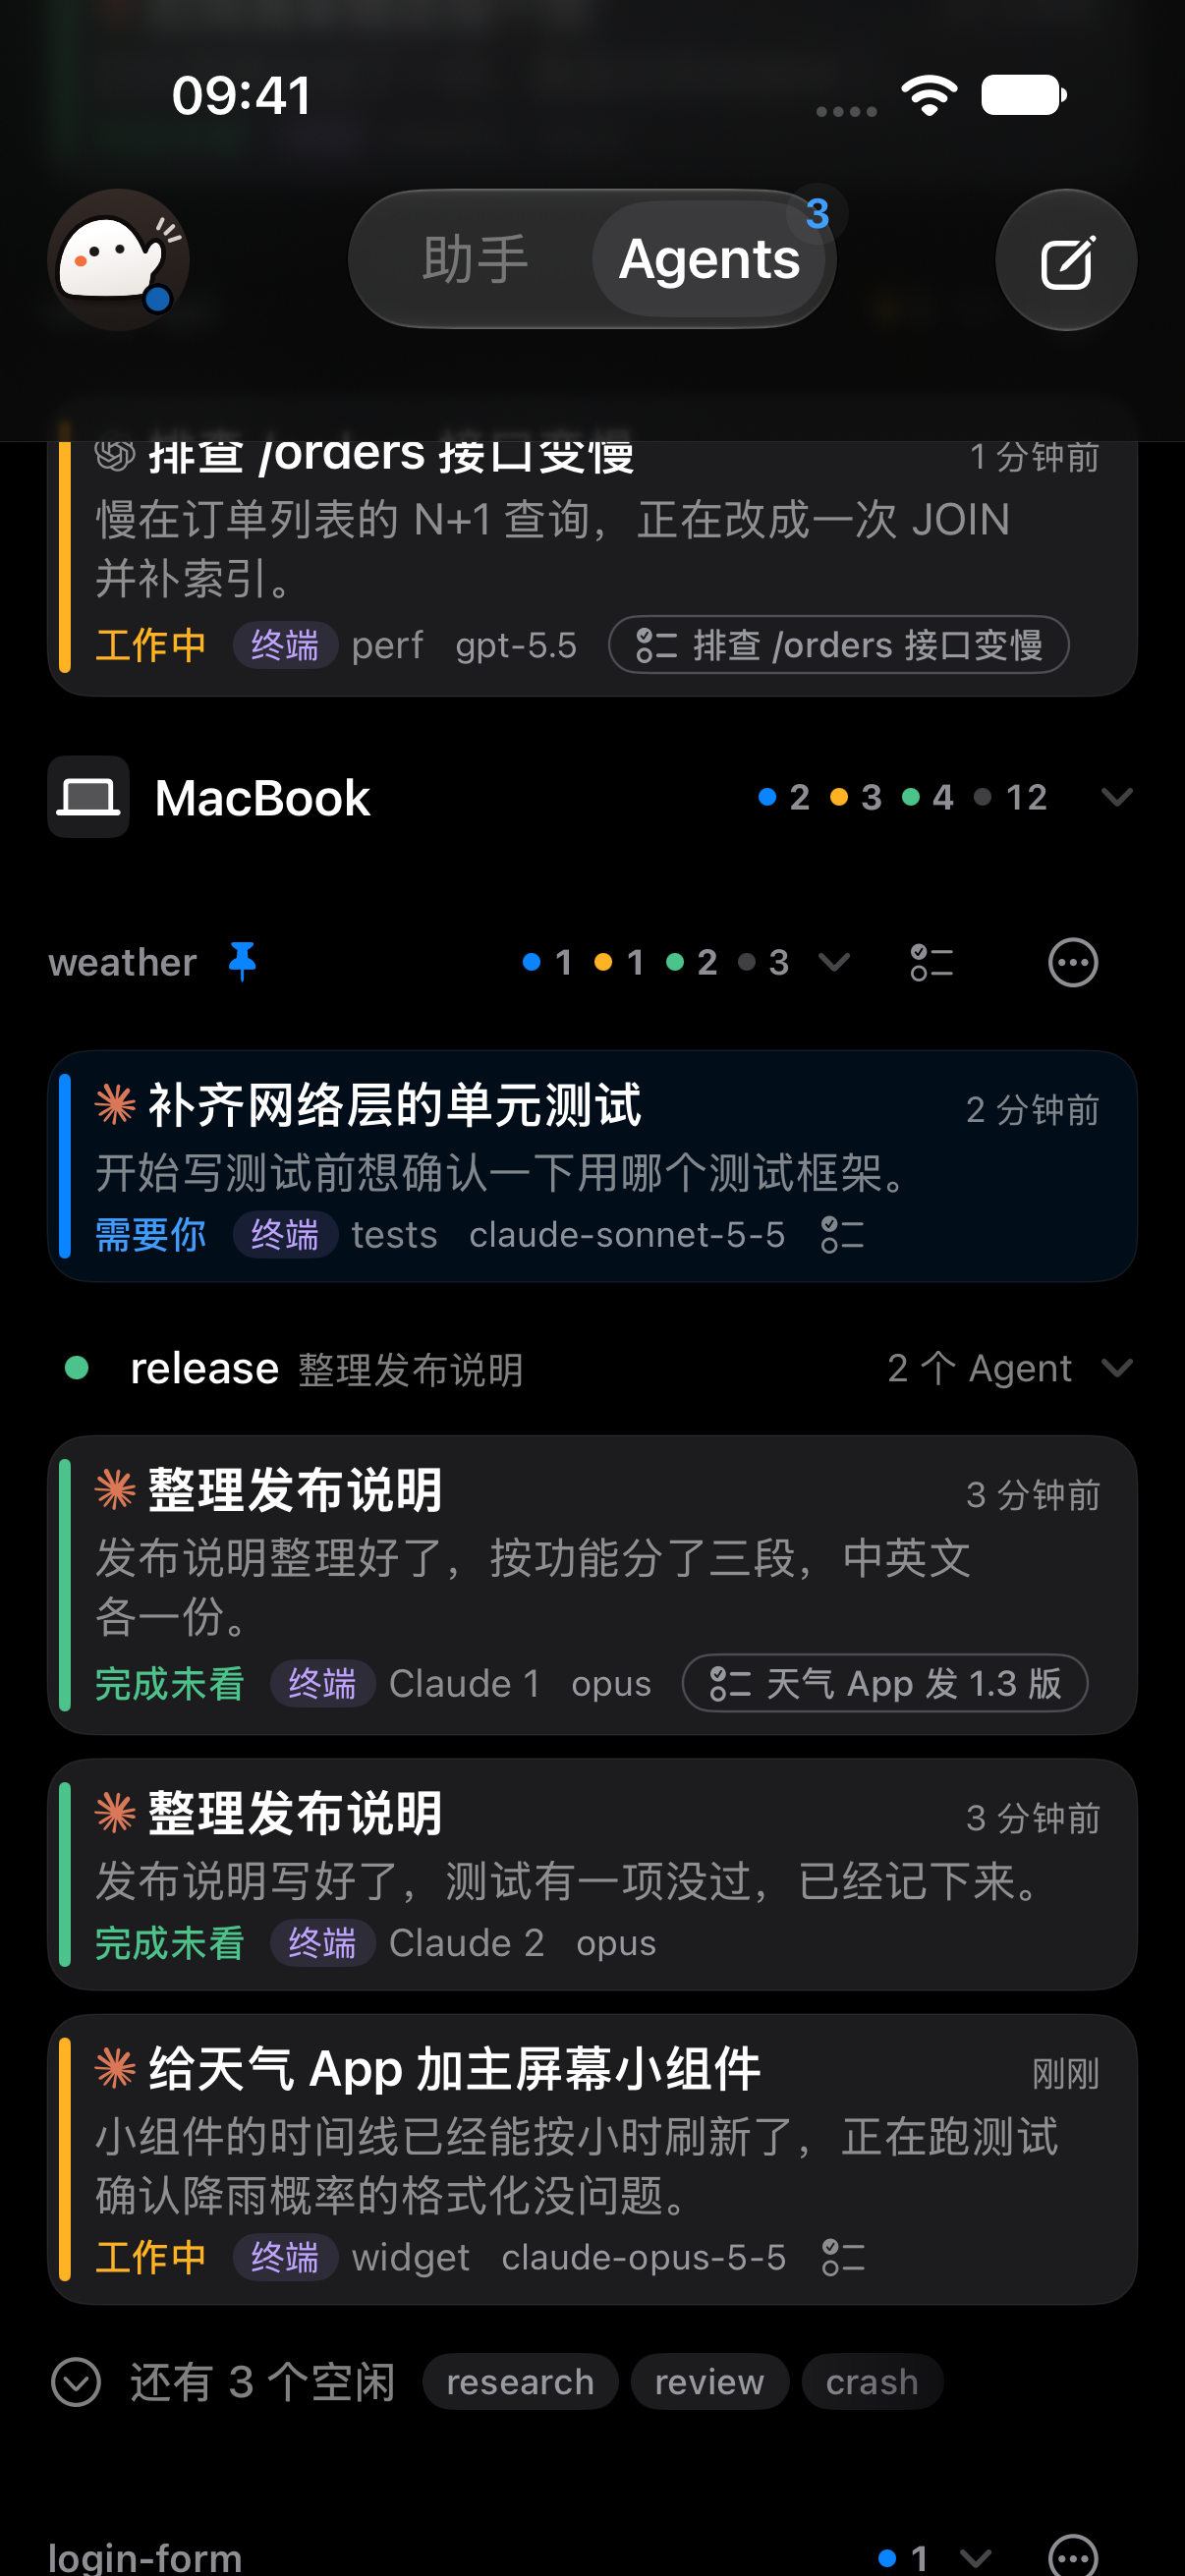 09:41
助手
Agents
3
排查 /orders 接口变慢
1 分钟前
慢在订单列表的 N+1 查询，正在改成一次 JOIN
并补索引。
工作中 终端 perf gpt-5.5 排查 /orders 接口变慢
MacBook 2 3 4 12
weather 1 1 2 3
补齐网络层的单元测试 2 分钟前
开始写测试前想确认一下用哪个测试框架。
需要你 终端 tests claude-sonnet-5-5
release 整理发布说明 2 个 Agent
整理发布说明 3 分钟前
发布说明整理好了，按功能分了三段，中英文
各一份。
完成未看 终端 Claude 1 opus 天气 App 发 1.3 版
整理发布说明 3 分钟前
发布说明写好了，测试有一项没过，已经记下来。
完成未看 终端 Claude 2 opus
给天气 App 加主屏幕小组件 刚刚
小组件的时间线已经能按小时刷新了，正在跑测试
确认降雨概率的格式化没问题。
工作中 终端 widget claude-opus-5-5
还有 3 个空闲 research review crash
login-form 1